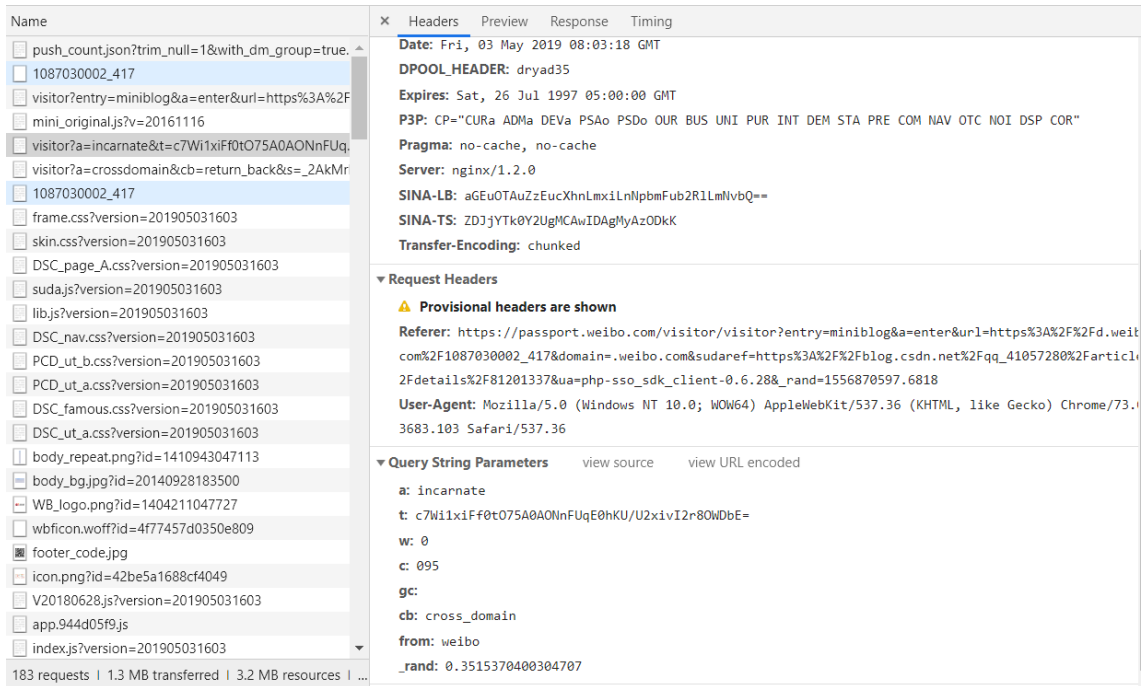 Name
push_count.json?trim_null=1&with_dm_group=true.
1087030002_417
visitor?entry=miniblog&a=enter&url=https%3A%2F
mini_original.js?v=20161116
visitor?a=incarnate&t=c7Wi1xiFf0tO75A0AONnFUq.
visitor?a=crossdomain&cb=return_back&s=_2AkMr
1087030002_417
frame.css?version=201905031603
skin.css?version=201905031603
DSC_page_A.css?version=201905031603
suda.js?version=201905031603
lib.js?version=201905031603
DSC_nav.css?version=201905031603
PCD_ut_b.css?version=201905031603
PCD_ut_a.css?version=201905031603
DSC_famous.css?version=201905031603
DSC_ut_a.css?version=201905031603
body_repeat.png?id=1410943047113
body_bg.jpg?id=20140928183500
WB_logo.png?id=1404211047727
wbficon.woff?id=4f77457d0350e809
footer_code.jpg
icon.png?id=42be5a1688cf4049
V20180628.js?version=201905031603
app.944d05f9.js
index.js?version=201905031603
183 requests | 1.3 MB transferred | 3.2 MB resources | ...
× Headers Preview Response Timing
Date: Fri, 03 May 2019 08:03:18 GMT
DPOOL_HEADER: dryad35
Expires: Sat, 26 Jul 1997 05:00:00 GMT
P3P: CP="CURa ADMa DEVa PSAo PSDo OUR BUS UNI PUR INT DEM STA PRE COM NAV OTC NOI DSP COR"
Pragma: no-cache, no-cache
Server: nginx/1.2.0
SINA-LB: aGEuOTAuZzEucXhnLmxiLnNpbmFub2RlLmNvbQ==
SINA-TS: ZDJjYTk0Y2UgMCAwIDAgMyAzODkK
Transfer-Encoding: chunked
Request Headers
Provisional headers are shown
Referer: https://passport.weibo.com/visitor/visitor?entry=miniblog&a=enter&url=https%3A%2F%2Fd.weib
com%2F1087030002_417&domain=.weibo.com&sudaref=https%3A%2F%2Fblog.csdn.net%2Fqq_41057280%2Farticle
2Fdetails%2F81201337&ua=php-sso_sdk_client-0.6.28&_rand=1556870597.6818
User-Agent: Mozilla/5.0 (Windows NT 10.0; WOW64) AppleWebKit/537.36 (KHTML, like Gecko) Chrome/73.0
3683.103 Safari/537.36
Query String Parameters view source view URL encoded
a: incarnate
t: c7Wi1xiFf0tO75A0AONnFUqE0hKU/U2xivI2r8OWDbE=
w: 0
c: 095
gc:
cb: cross_domain
from: weibo
_rand: 0.3515370400304707